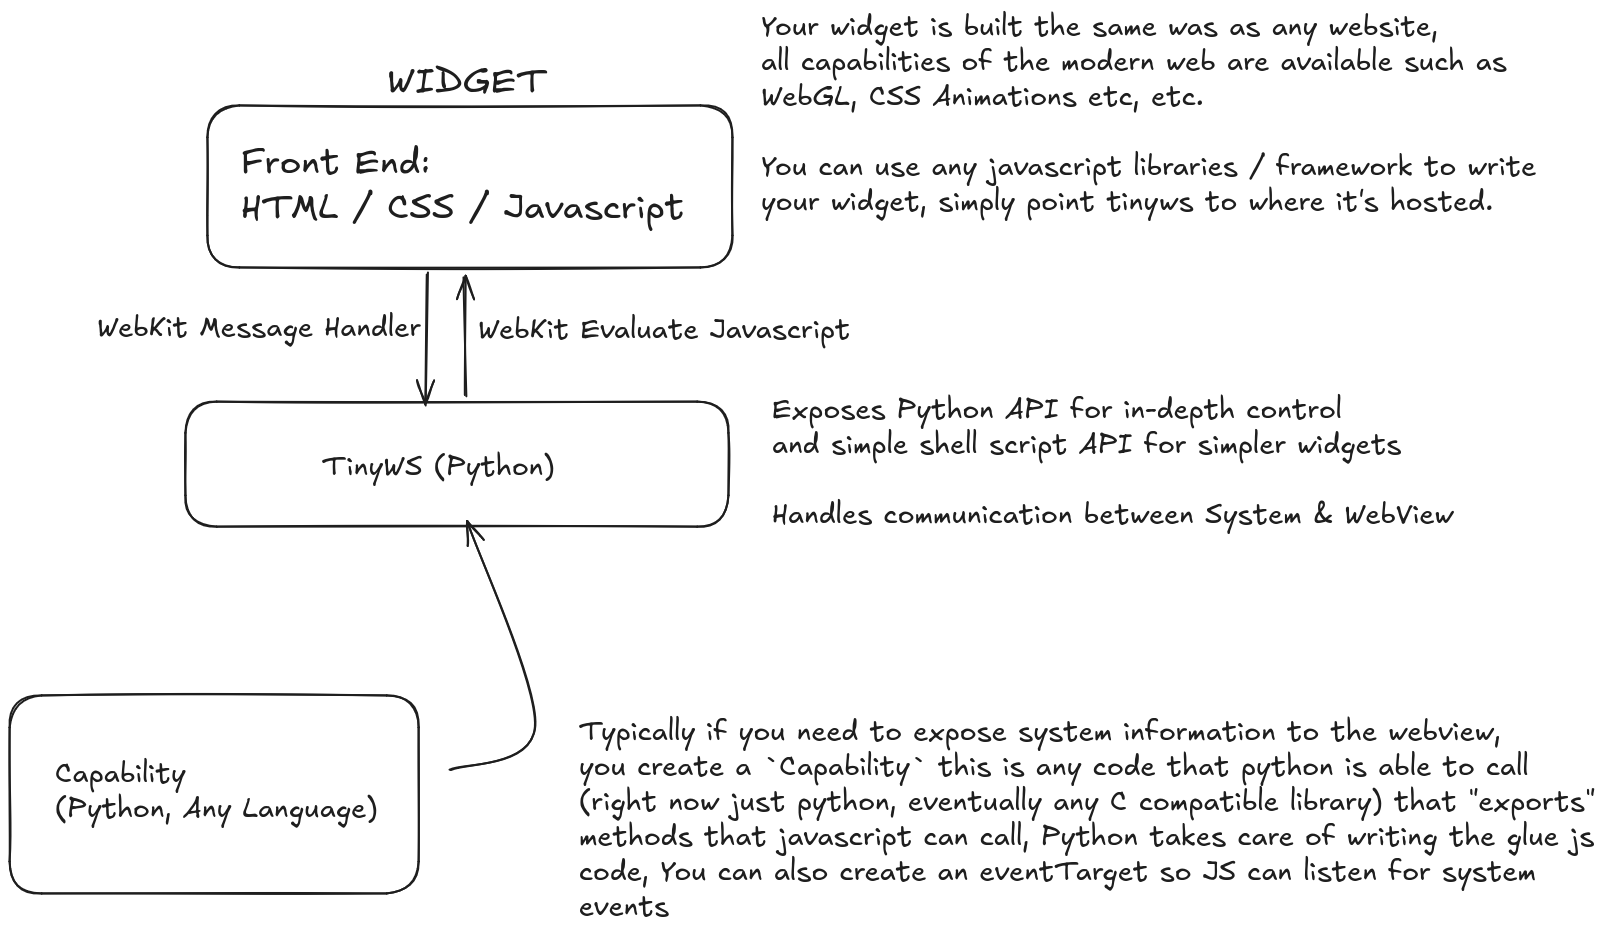 Your widget is built the same was as any website,
all capabilities of the modern web are available such as
WebGL, CSS Animations etc, etc.
You can use any javascript libraries / framework to write
your widget, simply point tinyws to where it's hosted.
WIDGET
Front End:
HTML / CSS / Javascript
WebKit Message Handler
WebKit Evaluate Javascript
TinyWS (Python)
Exposes Python API for in-depth control
and simple shell script API for simpler widgets
Handles communication between System & WebView
Capability
(Python, Any Language)
Typically if you need to expose system information to the webview,
you create a `Capability` this is any code that python is able to call
(right now just python, eventually any C compatible library) that "exports"
methods that javascript can call, Python takes care of writing the glue js
code, You can also create an eventTarget so JS can listen for system
events